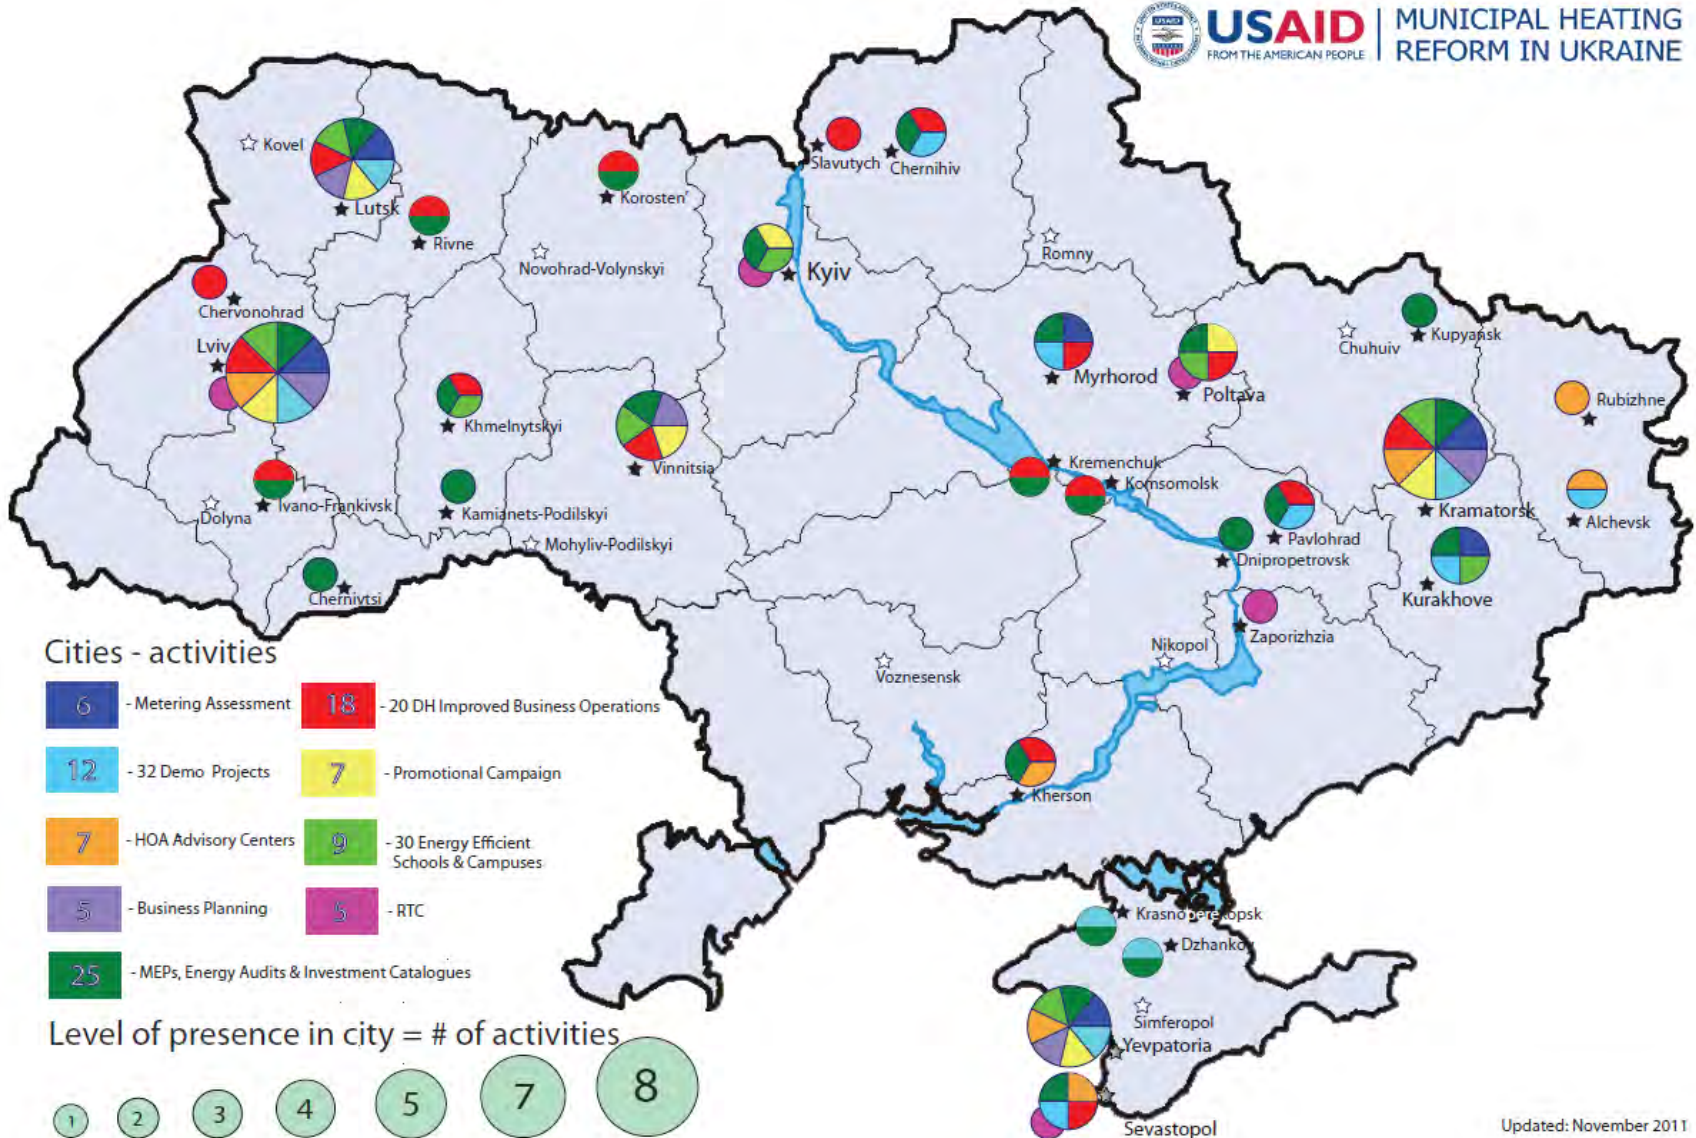 USAID
FROM THE AMERICAN PEOPLE
MUNICIPAL HEATING
REFORM IN UKRAINE
Kovel
Lutsk
Rivne
Korosten'
Novohrad-Volynskyi
Slavutych
Chernihiv
Kyiv
Romny
Chervonohrad
Lviv
Khmelnytskyi
Vinnitsia
Myrhorod
Poltava
Chuhuiv
Kupyansk
Rubizhne
Dolyna
Ivano-Frankivsk
Kamianets-Podilskyi
Mohyliv-Podilskyi
Chernivtsi
Kremenchuk
Komsomolsk
Kramatorsk
Alchevsk
Pavlohrad
Dnipropetrovsk
Kurakhove
Zaporizhzia
Nikopol
Voznesensk
Kherson
Krasnoperekopsk
Dzhankoy
Simferopol
Yevpatoria
Sevastopol
Cities - activities
6 - Metering Assessment
18 - 20 DH Improved Business Operations
12 - 32 Demo Projects
7 - Promotional Campaign
7 - HOA Advisory Centers
9 - 30 Energy Efficient
Schools & Campuses
5 - Business Planning
5 - RTC
25 - MEPs, Energy Audits & Investment Catalogues
Level of presence in city = # of activities
1 2 3 4 5 7 8
Updated: November 2011